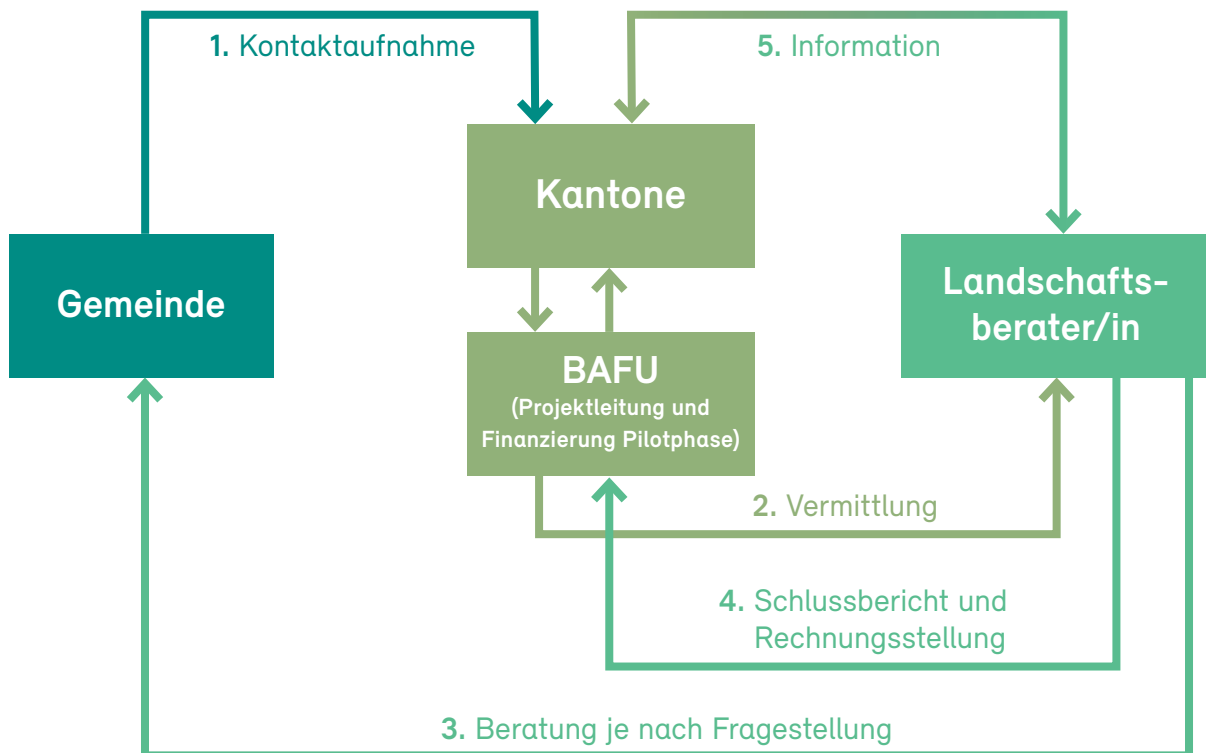 1. Kontaktaufnahme
5. Information
Kantone
Gemeinde
Landschafts-
berater/in
BAFU
(Projektleitung und
Finanzierung Pilotphase)
2. Vermittlung
4. Schlussbericht und
Rechnungsstellung
3. Beratung je nach Fragestellung